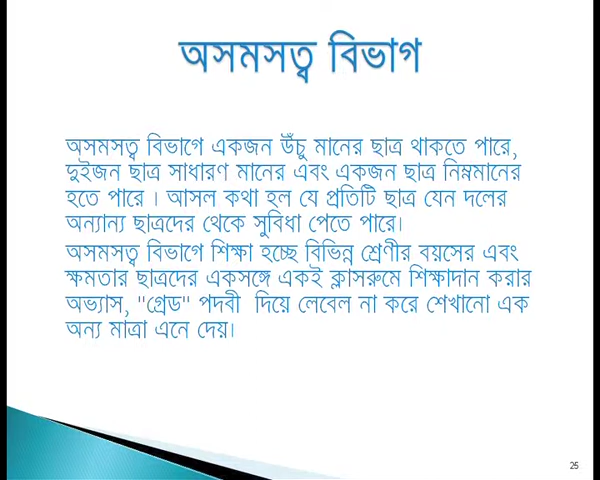 অসমসত্ব বিভাগ
অসমসত্ব বিভাগে একজন উঁচু মানের ছাত্র থাকতে পারে,
দুইজন ছাত্র সাধারণ মানের এবং একজন ছাত্র নিম্নমানের
হতে পারে । আসল কথা হল যে প্রতিটি ছাত্র যেন দলের
অন্যান্য ছাত্রদের থেকে সুবিধা পেতে পারে।
অসমসত্ব বিভাগে শিক্ষা হচ্ছে বিভিন্ন শ্রেণীর বয়সের এবং
ক্ষমতার ছাত্রদের একসঙ্গে একই ক্লাসরুমে শিক্ষাদান করার
অভ্যাস, "গ্রেড" পদবী দিয়ে লেবেল না করে শেখানো এক
অন্য মাত্রা এনে দেয়।
25